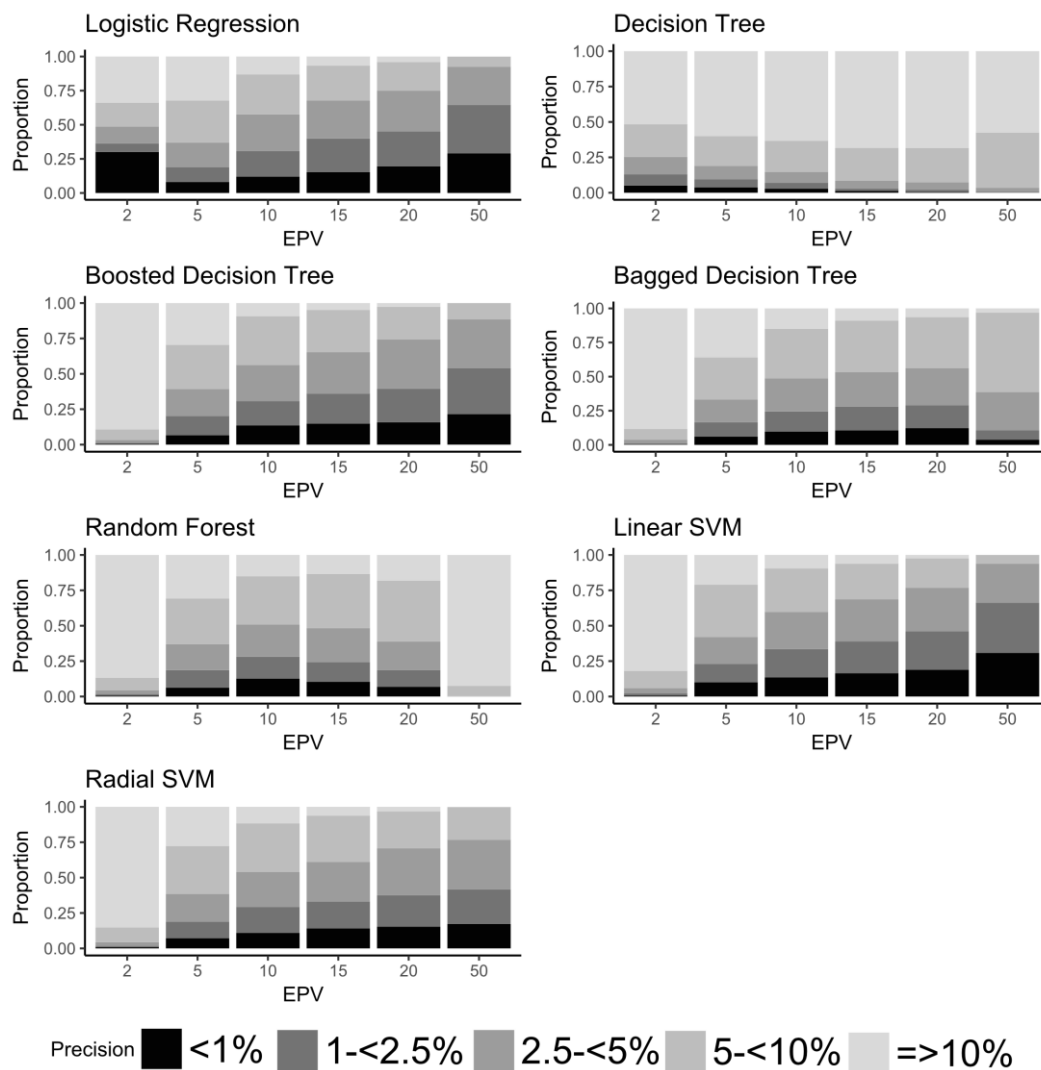 Logistic Regression
1.00
0.75
0.50
0.25
0.00
Proportion
2 5 10 15 20 50
EPV
Decision Tree
1.00
0.75
0.50
0.25
0.00
Proportion
2 5 10 15 20 50
EPV
Boosted Decision Tree
1.00
0.75
0.50
0.25
0.00
Proportion
2 5 10 15 20 50
EPV
Bagged Decision Tree
1.00
0.75
0.50
0.25
0.00
Proportion
2 5 10 15 20 50
EPV
Random Forest
1.00
0.75
0.50
0.25
0.00
Proportion
2 5 10 15 20 50
EPV
Linear SVM
1.00
0.75
0.50
0.25
0.00
Proportion
2 5 10 15 20 50
EPV
Radial SVM
1.00
0.75
0.50
0.25
0.00
Proportion
2 5 10 15 20 50
EPV
Precision <1% 1-<2.5% 2.5-<5% 5-<10% =>10%